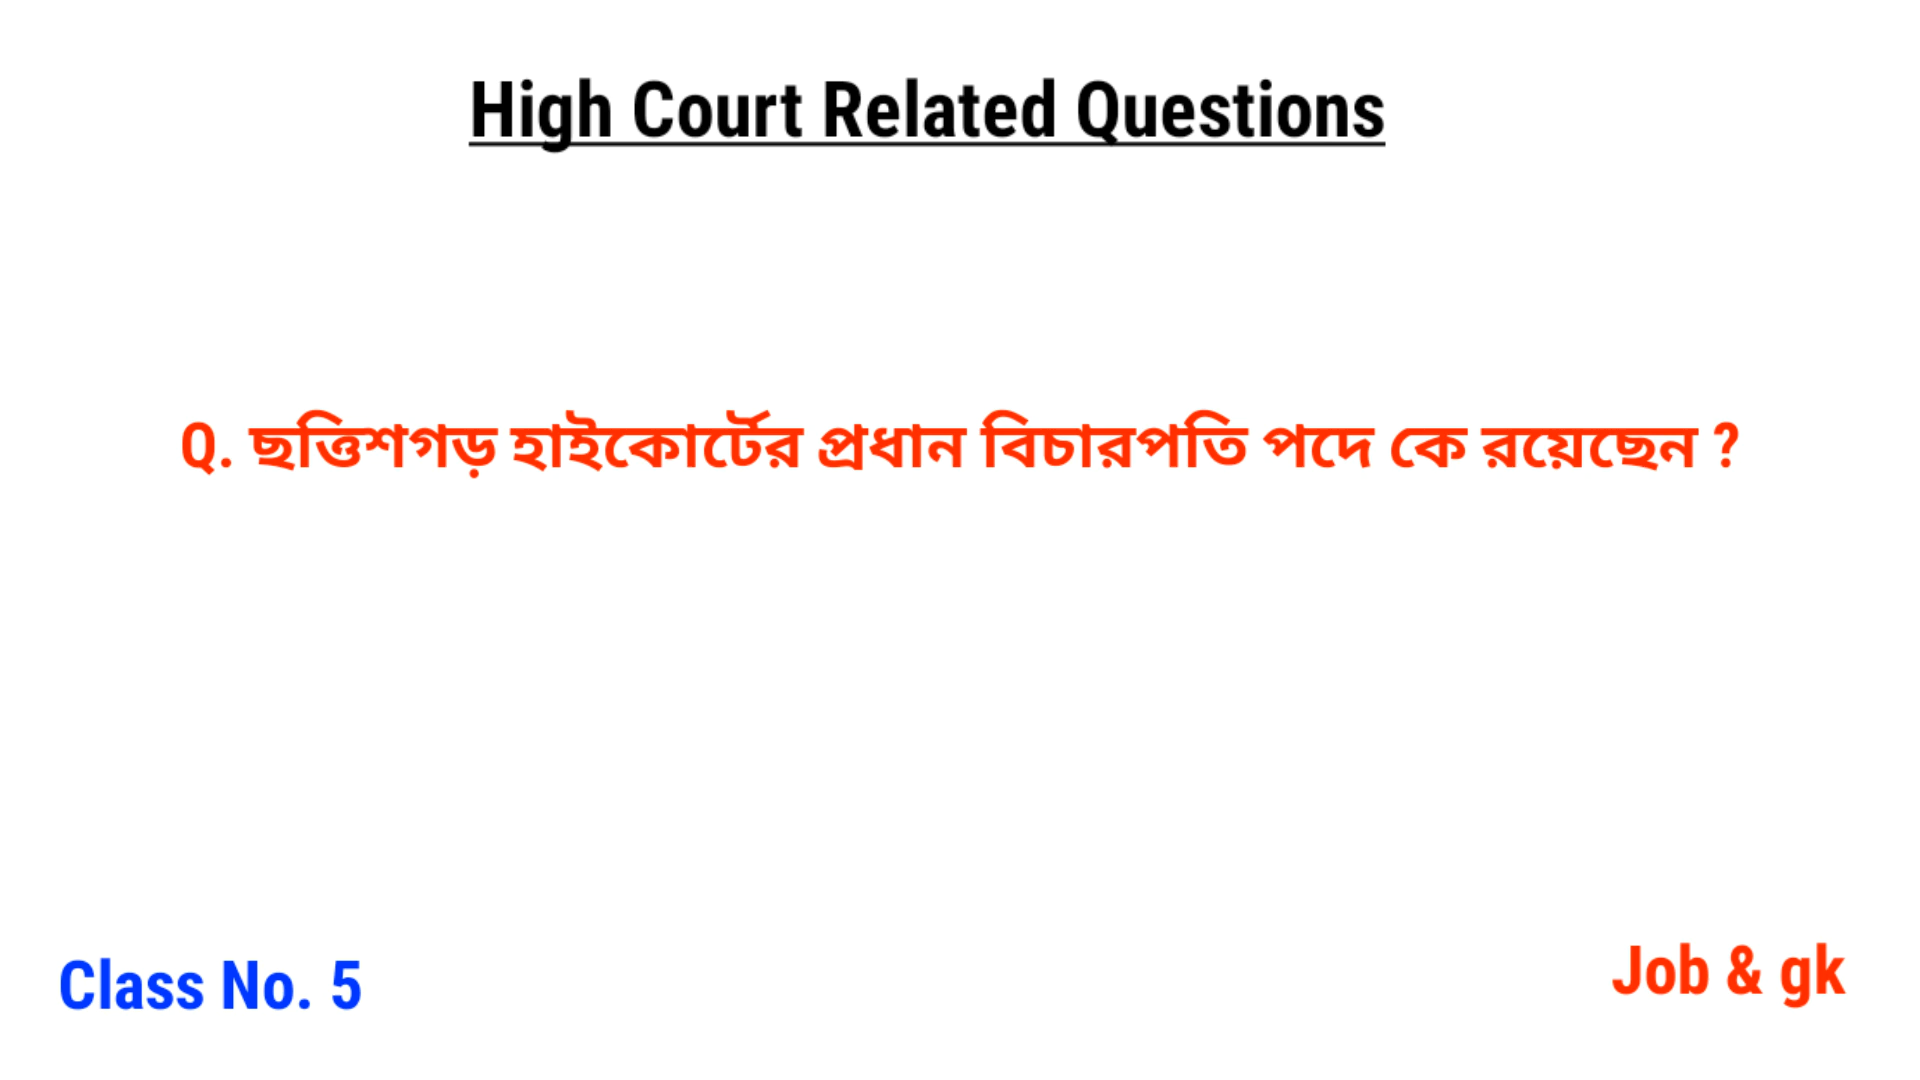 High Court Related Questions
Q. ছত্তিশগড় হাইকোর্টের প্রধান বিচারপতি পদে কে রয়েছেন ?
Class No. 5
Job & gk